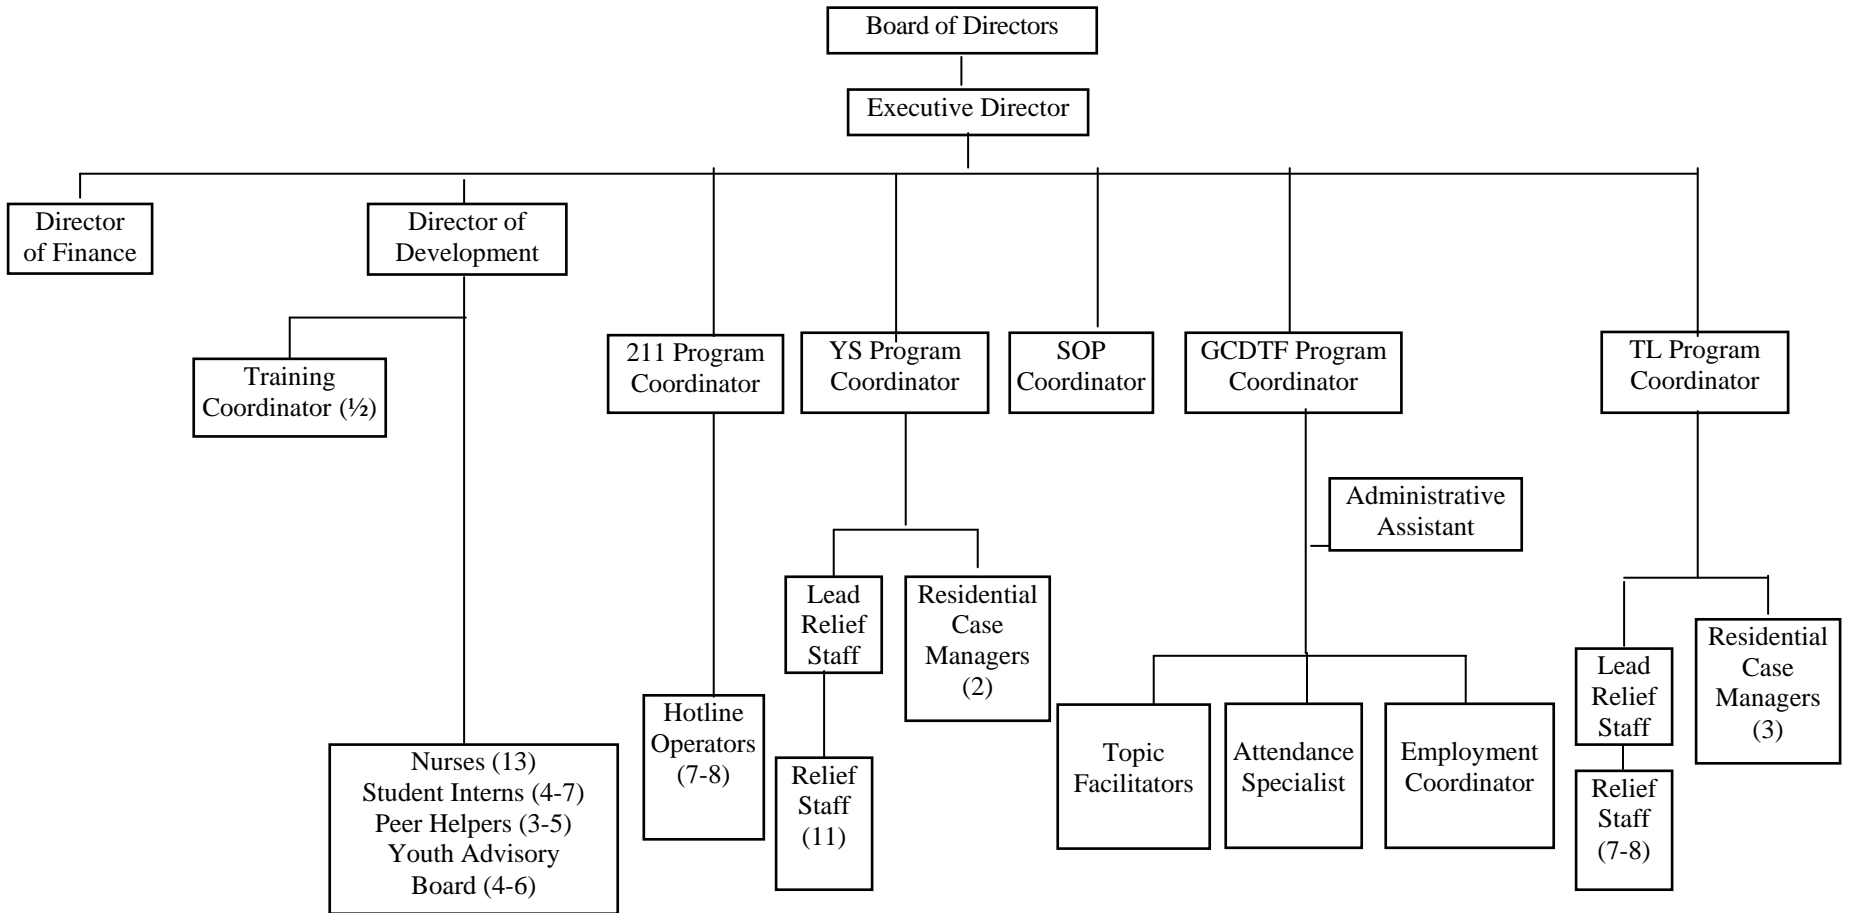 Board of Directors
Executive Director
Director
of Finance
Director of
Development
Training
Coordinator (½)
211 Program
Coordinator
YS Program
Coordinator
SOP
Coordinator
GCDTF Program
Coordinator
TL Program
Coordinator
Administrative
Assistant
Lead
Relief
Staff
Residential
Case
Managers
(2)
Lead
Relief
Staff
Residential
Case
Managers
(3)
Nurses (13)
Student Interns (4-7)
Peer Helpers (3-5)
Youth Advisory
Board (4-6)
Hotline
Operators
(7-8)
Relief
Staff
(11)
Topic
Facilitators
Attendance
Specialist
Employment
Coordinator
Relief
Staff
(7-8)